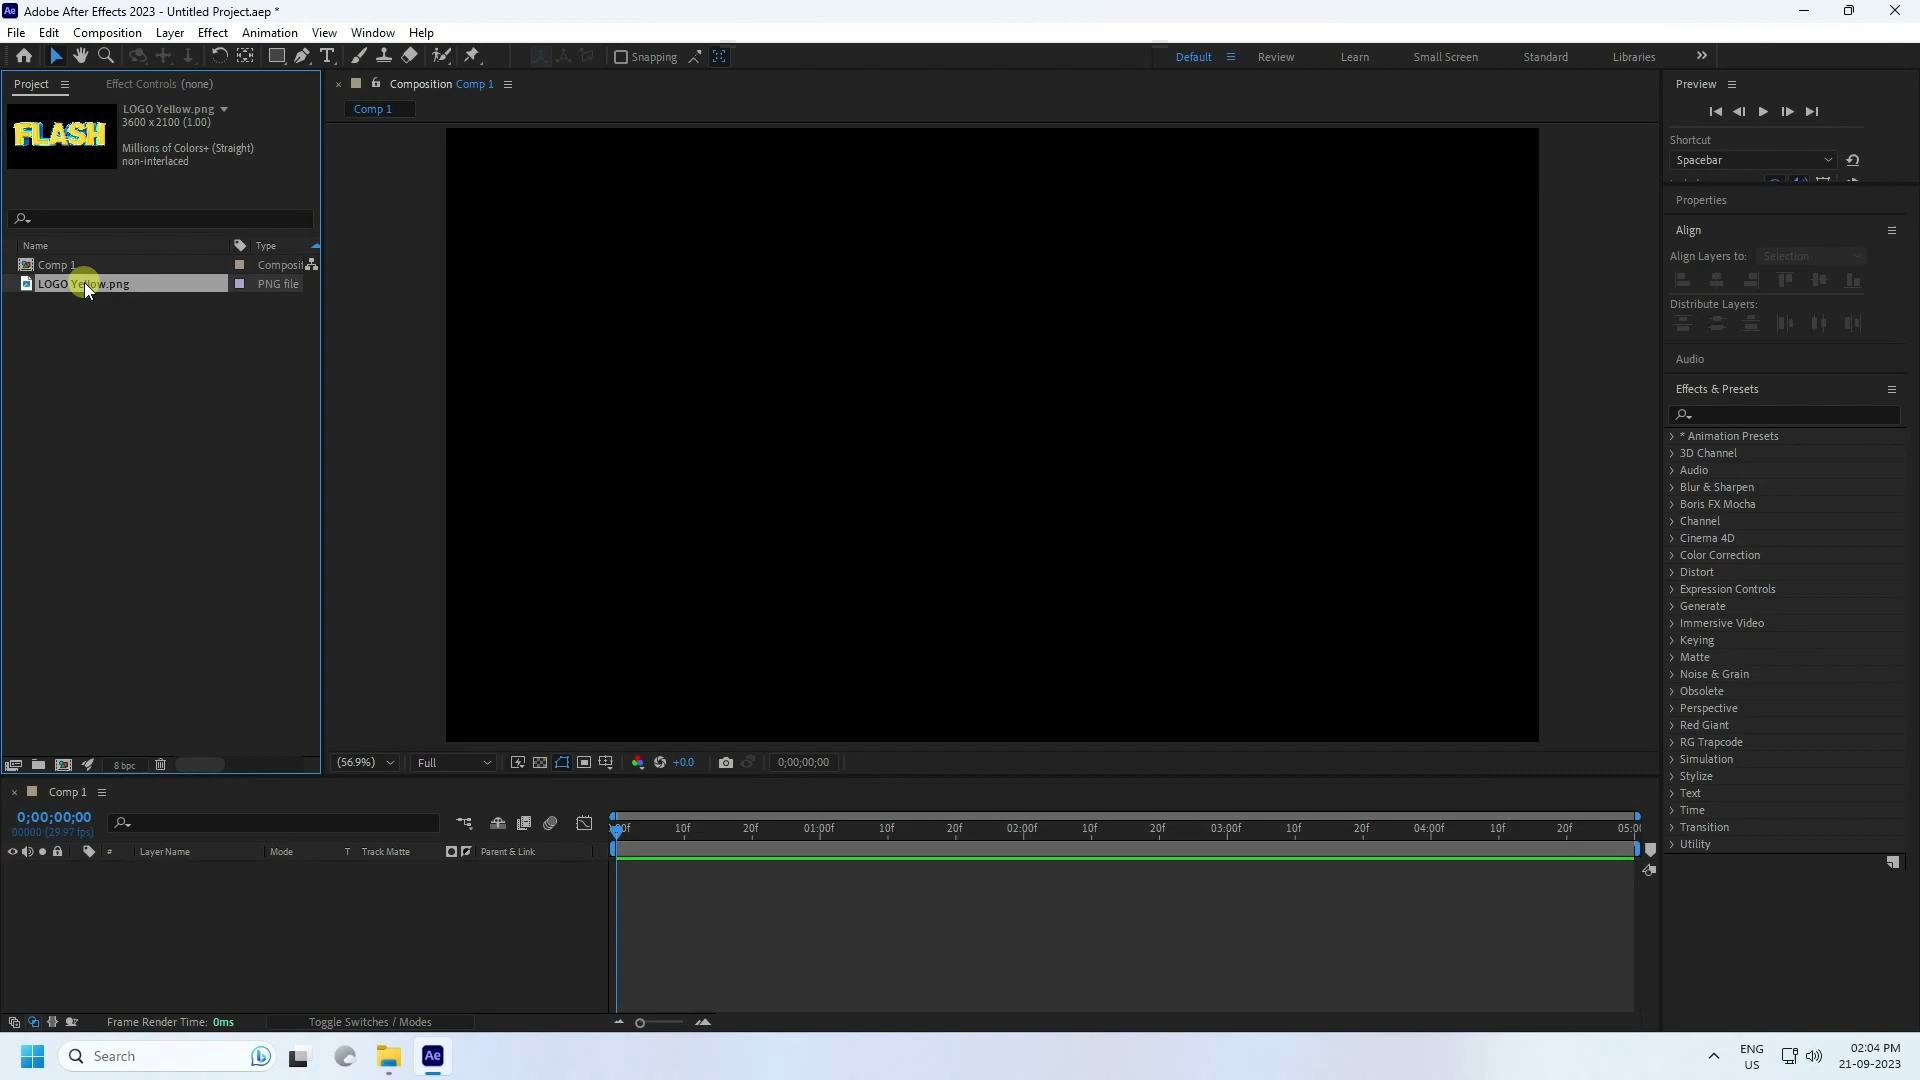 Adobe After Effects 2023 - Untitled Project.aep *
File Edit Composition Layer Effect Animation View Window Help
Snapping
Default Review Learn Small Screen Standard Libraries
Project Effect Controls (none)
LOGO Yellow.png
3600 x 2100 (1.00)
Millions of Colors+ (Straight)
non-interlaced
FLASH
Name Type
Comp 1 Composit
LOGO Yellow.png PNG file
8 bpc
Composition Comp 1
Comp 1
(56.9%) Full +0.0 0;00;00;00
Preview
Shortcut
Spacebar
Properties
Align
Align Layers to: Selection
Distribute Layers:
Audio
Effects & Presets
* Animation Presets
3D Channel
Audio
Blur & Sharpen
Boris FX Mocha
Channel
Cinema 4D
Color Correction
Distort
Expression Controls
Generate
Immersive Video
Keying
Matte
Noise & Grain
Obsolete
Perspective
Red Giant
RG Trapcode
Simulation
Stylize
Text
Time
Transition
Utility
Comp 1
0;00;00;00
00000 (29.97 fps)
# Layer Name Mode T Track Matte Parent & Link
10f 20f 01:00f 10f 20f 02:00f 10f 20f 03:00f 10f 20f 04:00f 10f 20f
Frame Render Time: 0ms Toggle Switches / Modes
Search
Ae
ENG
US
02:04 PM
21-09-2023